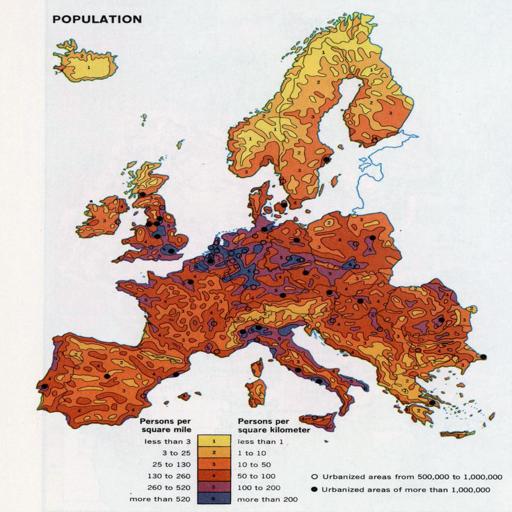 POPULATION
Persons per square mile
Persons per square kilometer
less than 3 1 less than 1
3 to 25 2 1 to 10
25 to 130 3 10 to 50
130 to 260 4 50 to 100
260 to 520 5 100 to 200
more than 520 6 more than 200
Urbanized areas from 500,000 to 1,000,000
Urbanized areas of more than 1,000,000